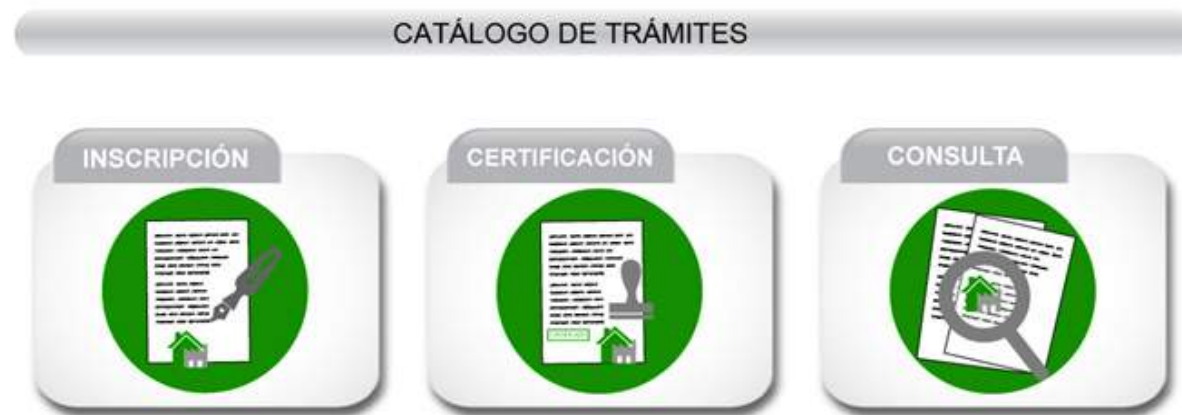 CATÁLOGO DE TRÁMITES
INSCRIPCIÓN
CERTIFICACIÓN
CONSULTA